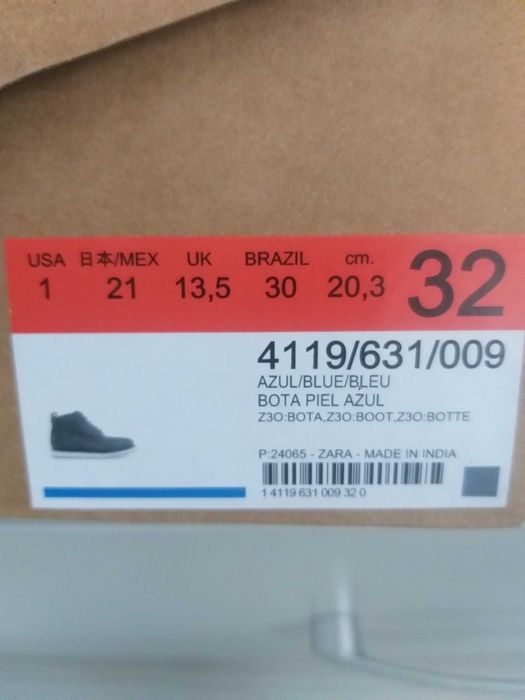 USA 日本/MEX UK BRAZIL cm.
1 21 13,5 30 20,3 32
4119/631/009
AZUL/BLUE/BLEU
BOTA PIEL AZUL
Z3O:BOTA,Z3O:BOOT,Z3O:BOTTE
P:24065 - ZARA - MADE IN INDIA
1 4119 631 009 32 0